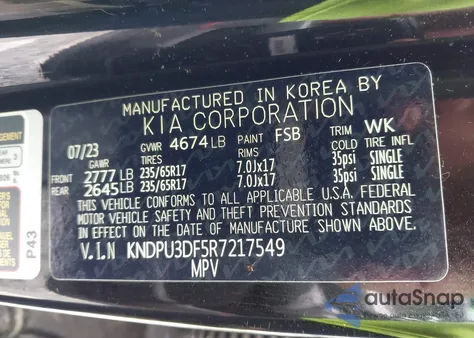 MANUFACTURED IN KOREA BY
KIA CORPORATION
07/23 GVWR 4674 LB PAINT FSB TRIM WK
GAWR TIRES RIMS COLD TIRE INFL
FRONT 2777 LB 235/65R17 7.0Jx17 35psi SINGLE
REAR 2645 LB 235/65R17 7.0Jx17 35psi SINGLE
THIS VEHICLE CONFORMS TO ALL APPLICABLE U.S.A. FEDERAL
MOTOR VEHICLE SAFETY AND THEFT PREVENTION STANDARDS
IN EFFECT ON THE DATE OF MANUFACTURE SHOWN ABOVE.
V.I.N KNDPU3DF5R7217549
MPV
P43
autoSnap